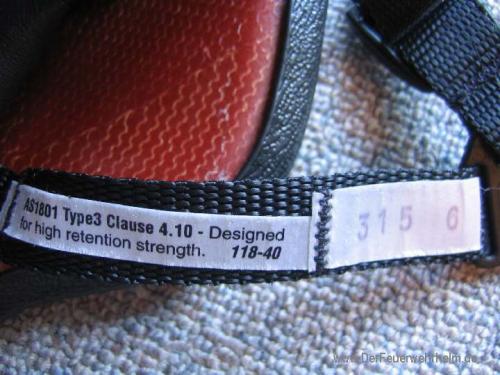 AS1801 Type3 Clause 4.10 - Designed
for high retention strength. 118-40
315 6
www.DerFeuerwehrhelm.de